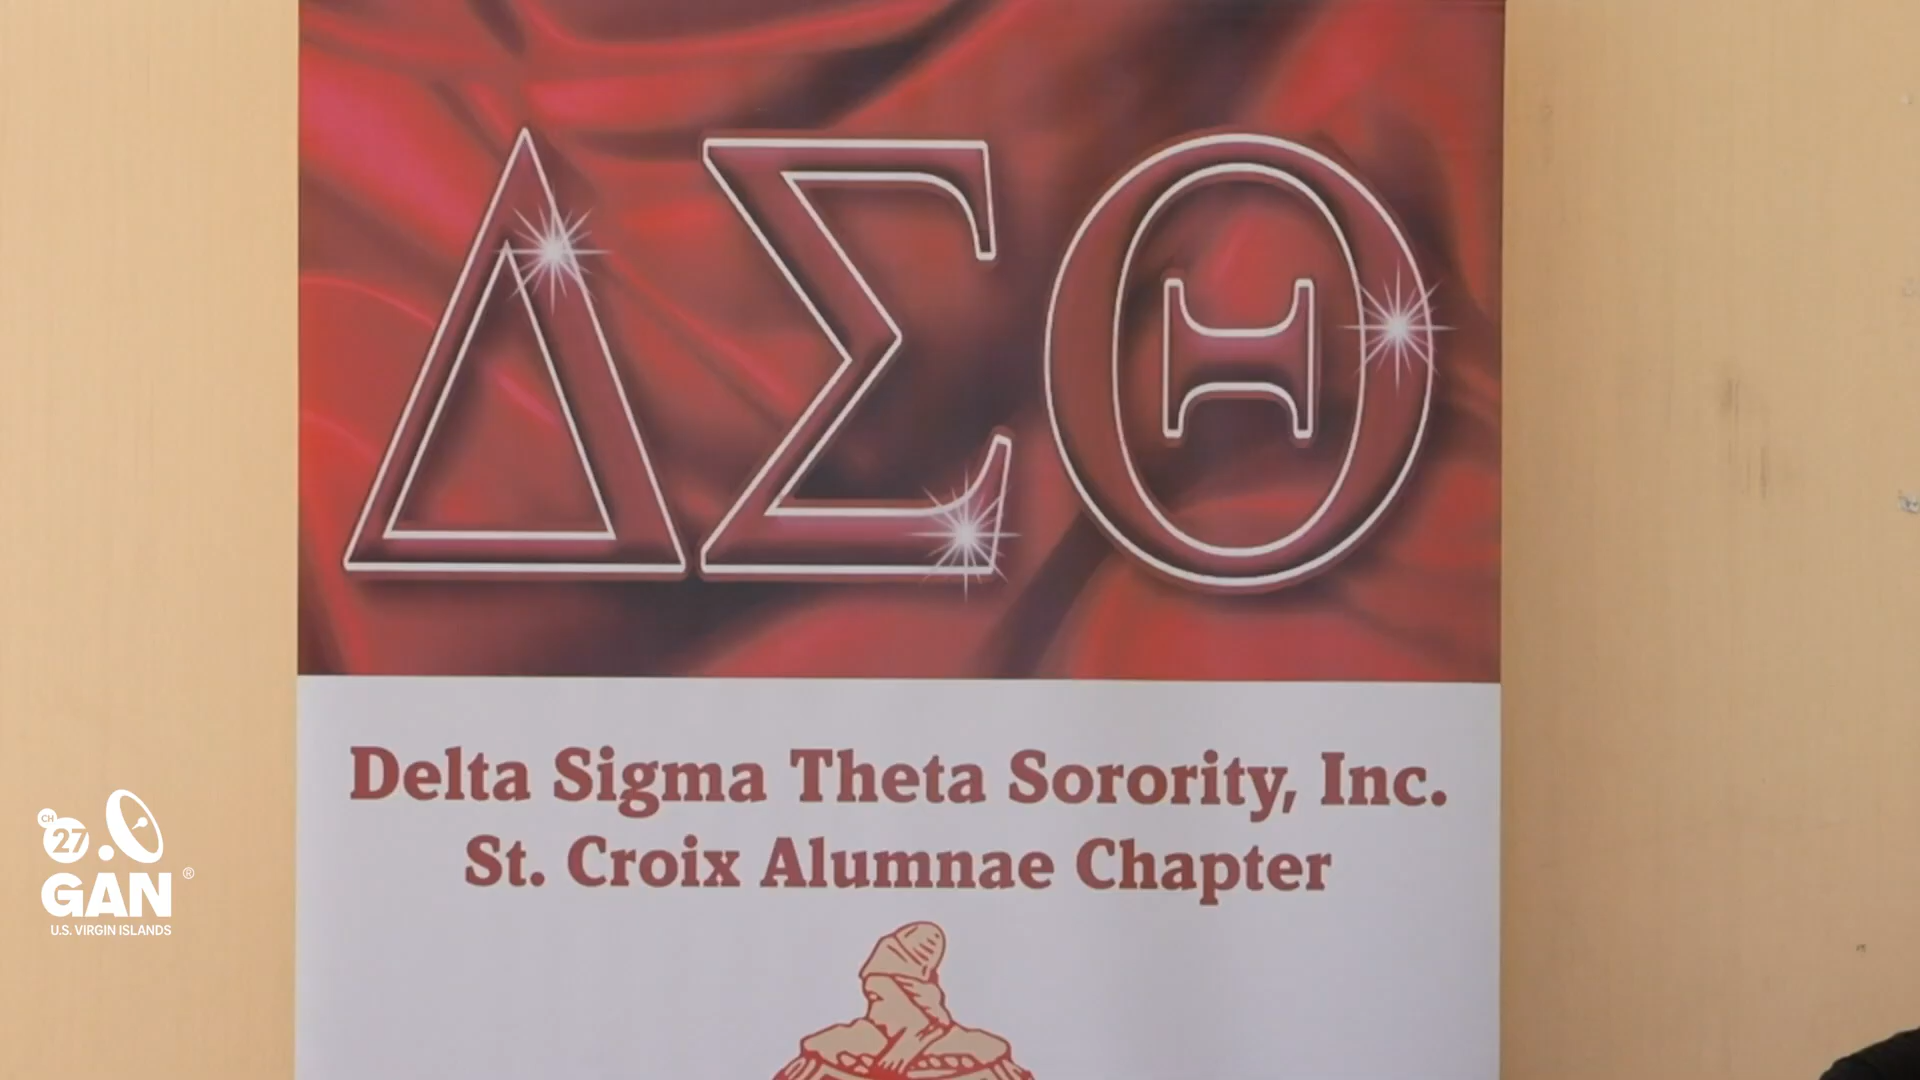 ΔΣΘ
Delta Sigma Theta Sorority, Inc.
St. Croix Alumnae Chapter
CH
27
GAN®
U.S. VIRGIN ISLANDS